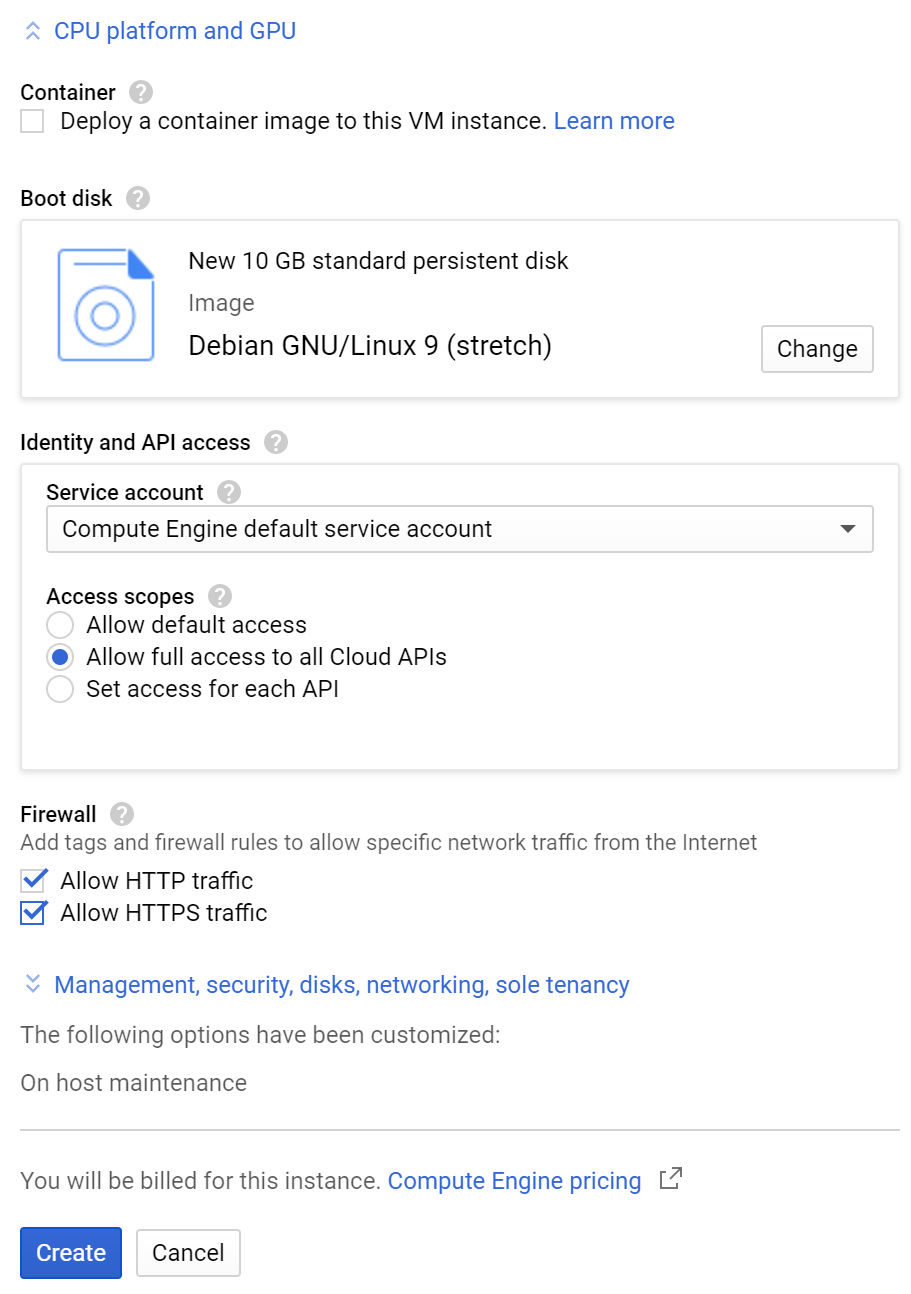 CPU platform and GPU
Container ?
Deploy a container image to this VM instance. Learn more
Boot disk ?
New 10 GB standard persistent disk
Image
Debian GNU/Linux 9 (stretch)
Change
Identity and API access ?
Service account ?
Compute Engine default service account
Access scopes ?
Allow default access
Allow full access to all Cloud APIs
Set access for each API
Firewall ?
Add tags and firewall rules to allow specific network traffic from the Internet
Allow HTTP traffic
Allow HTTPS traffic
Management, security, disks, networking, sole tenancy
The following options have been customized:
On host maintenance
You will be billed for this instance. Compute Engine pricing
Create Cancel